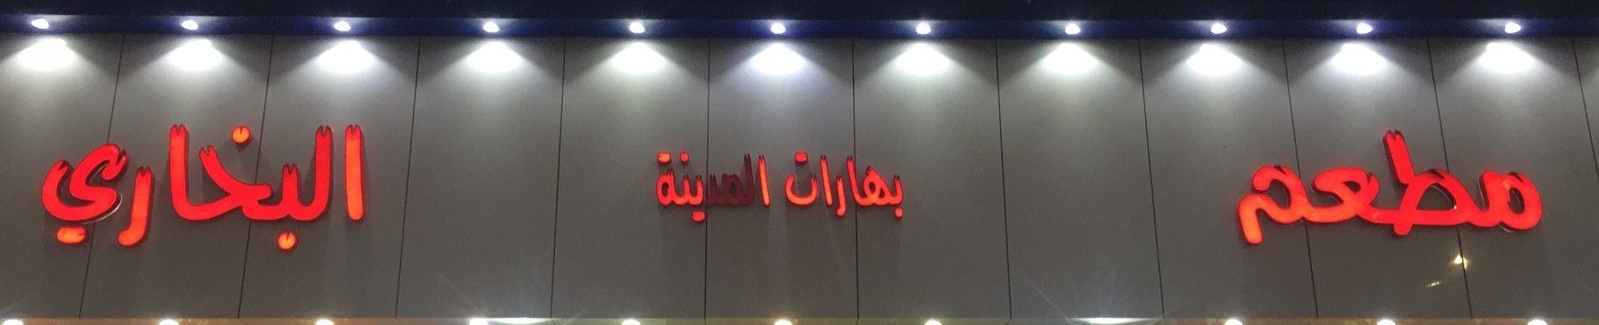 مطعم بهارات المدينة البخاري